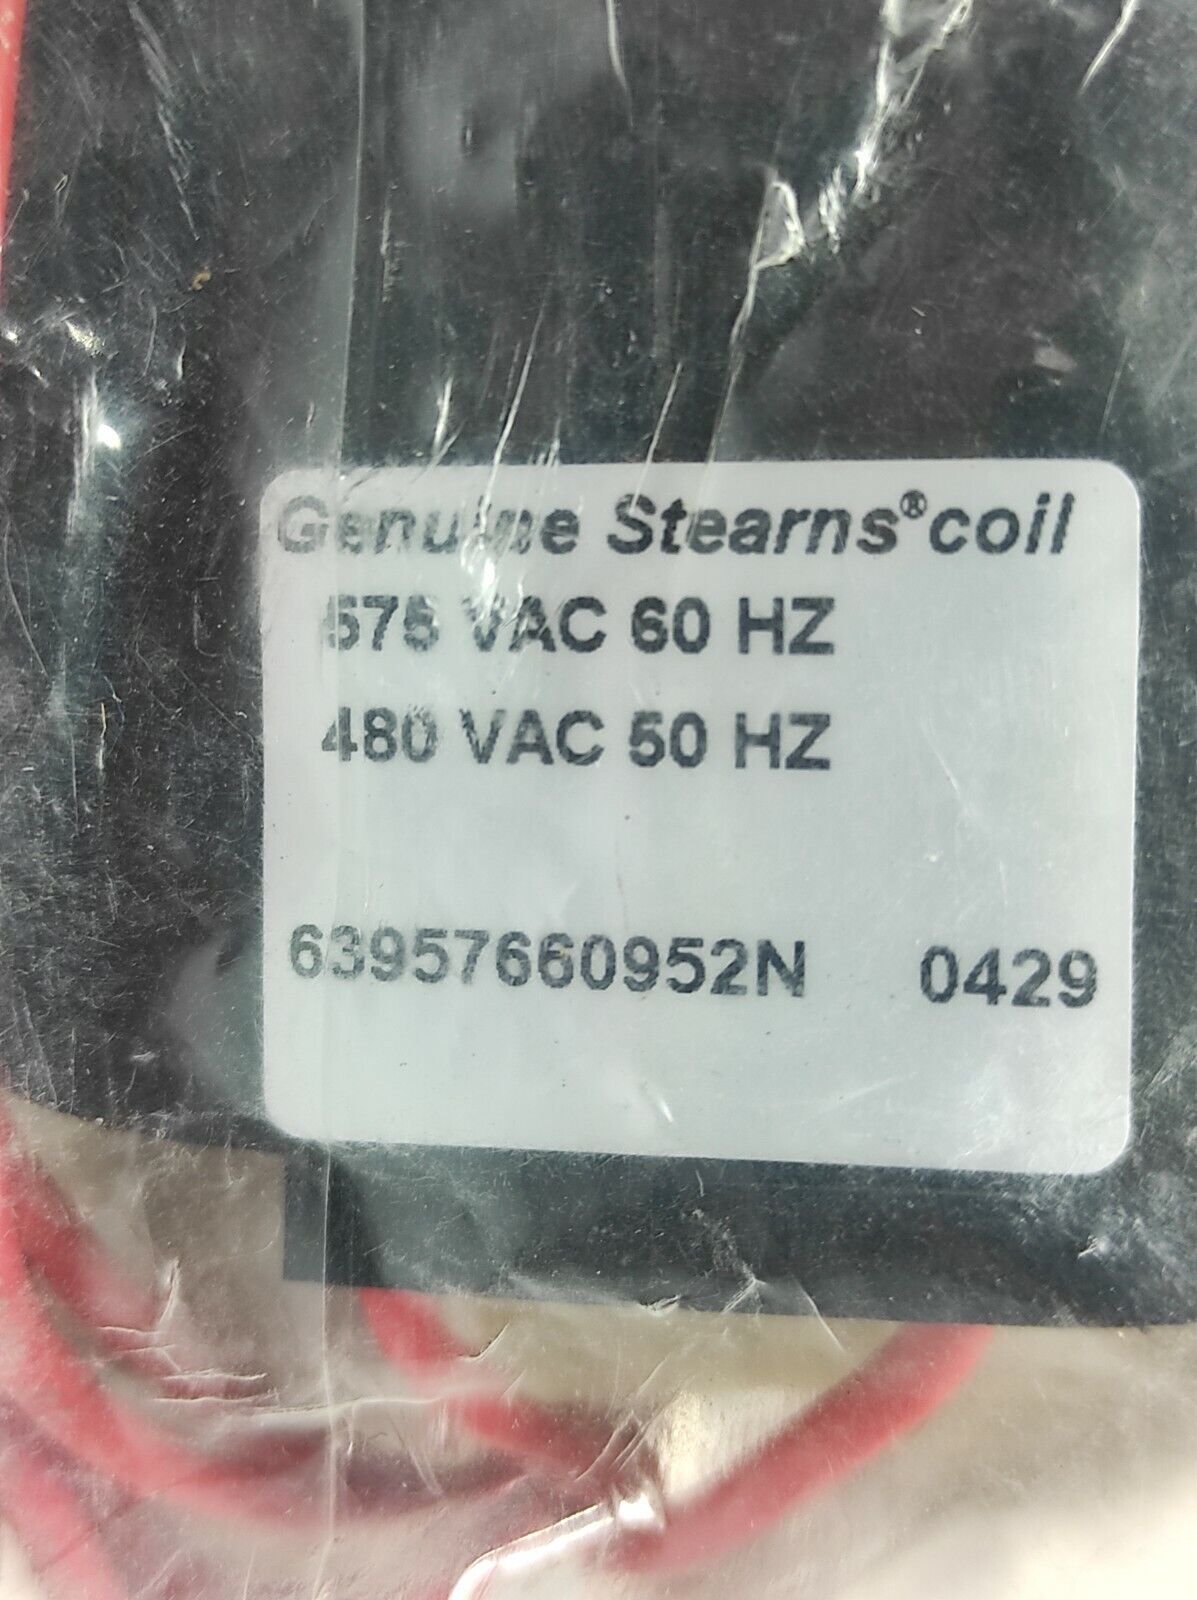 Genuine Stearns® coil
575 VAC 60 HZ
480 VAC 50 HZ
63957660952N 0429